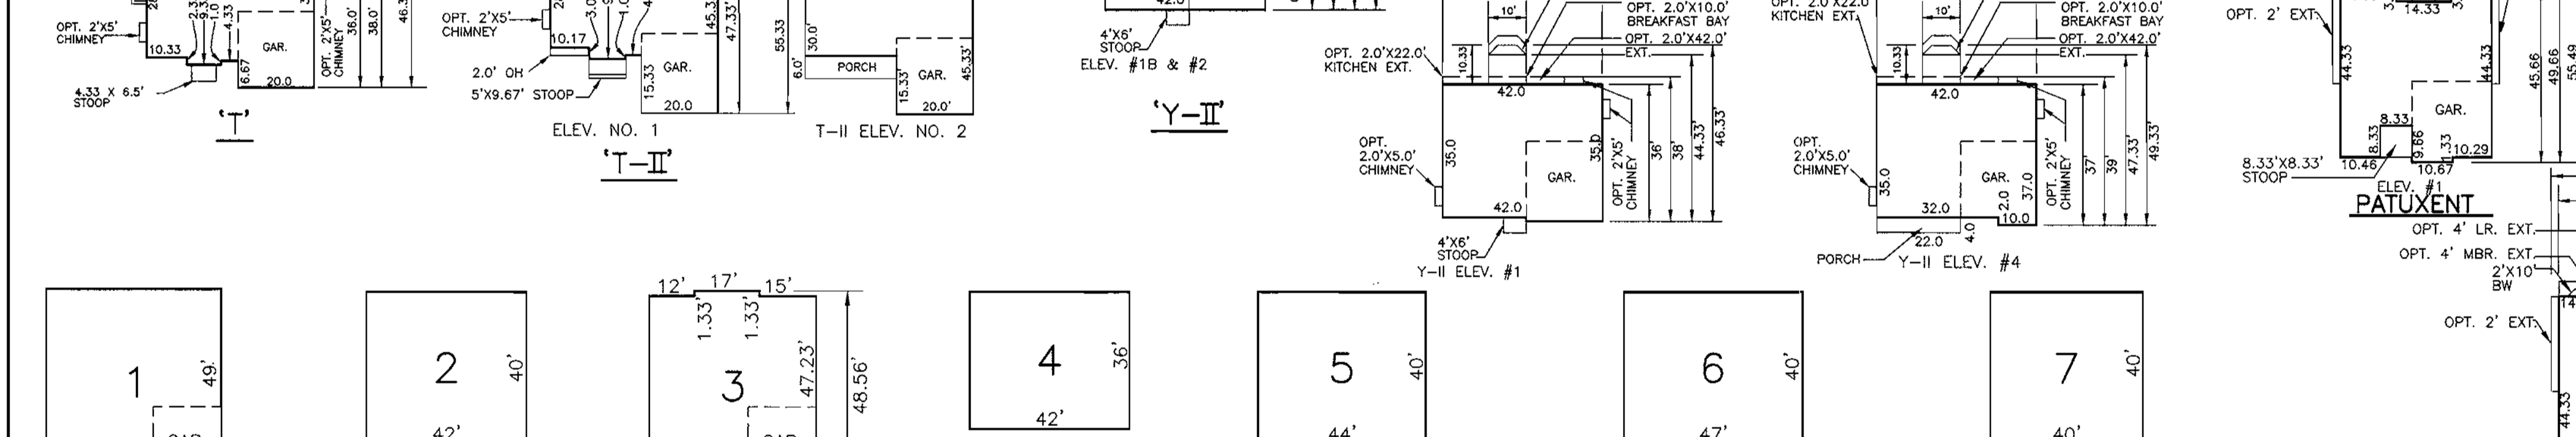 OPT. 2'X5'
CHIMNEY
10.33
4.33
6.67
GAR.
20.0
OPT. 2'X5'
CHIMNEY
36.0'
38.0'
4.33 X 6.5'
STOOP
'T'
OPT. 2'X5'
CHIMNEY
10.17
2.0' OH
5'X9.67' STOOP
15.33
GAR.
20.0
47.33'
ELEV. NO. 1
'T-II'
55.33
30.0'
6.0'
PORCH
15.33'
GAR.
45.33'
20.0'
T-II ELEV. NO. 2
42.0
4'X6'
STOOP
ELEV. #1B & #2
'Y-II'
10'
OPT. 2.0'X10.0'
BREAKFAST BAY
OPT. 2.0'X42.0'
EXT.
OPT. 2.0'X22.0'
KITCHEN EXT.
10.33
42.0
OPT.
2.0'X5.0'
CHIMNEY
35.0
35.0
GAR.
42.0
OPT. 2'X5'
CHIMNEY
36'
38'
44.33'
46.33'
4'X6'
STOOP
Y-II ELEV. #1
OPT. 2.0'X22.0'
KITCHEN EXT.
10'
OPT. 2.0'X10.0'
BREAKFAST BAY
OPT. 2.0'X42.0'
EXT.
10.33
42.0
OPT.
2.0'X5.0'
CHIMNEY
35.0
GAR.
37.0
2.0
32.0
10.0
22.0
4.0
OPT. 2'X5'
CHIMNEY
37'
39'
47.33'
49.33'
PORCH
Y-II ELEV. #4
OPT. 2' EXT.
14.33
44.33
44.33
GAR.
8.33
8.33
9.66
1.33
10.46
10.29
10.67
45.66
49.66
55.49
8.33'X8.33'
STOOP
ELEV. #1
PATUXENT
OPT. 4' LR. EXT.
OPT. 4' MBR. EXT.
2'X10'
BW
14
OPT. 2' EXT.
44.33
1
49'
2
40'
42'
12'
17'
15'
1.33'
1.33'
3
47.23'
48.56'
4
36'
42'
5
40'
44'
6
40'
47'
7
40'
40'